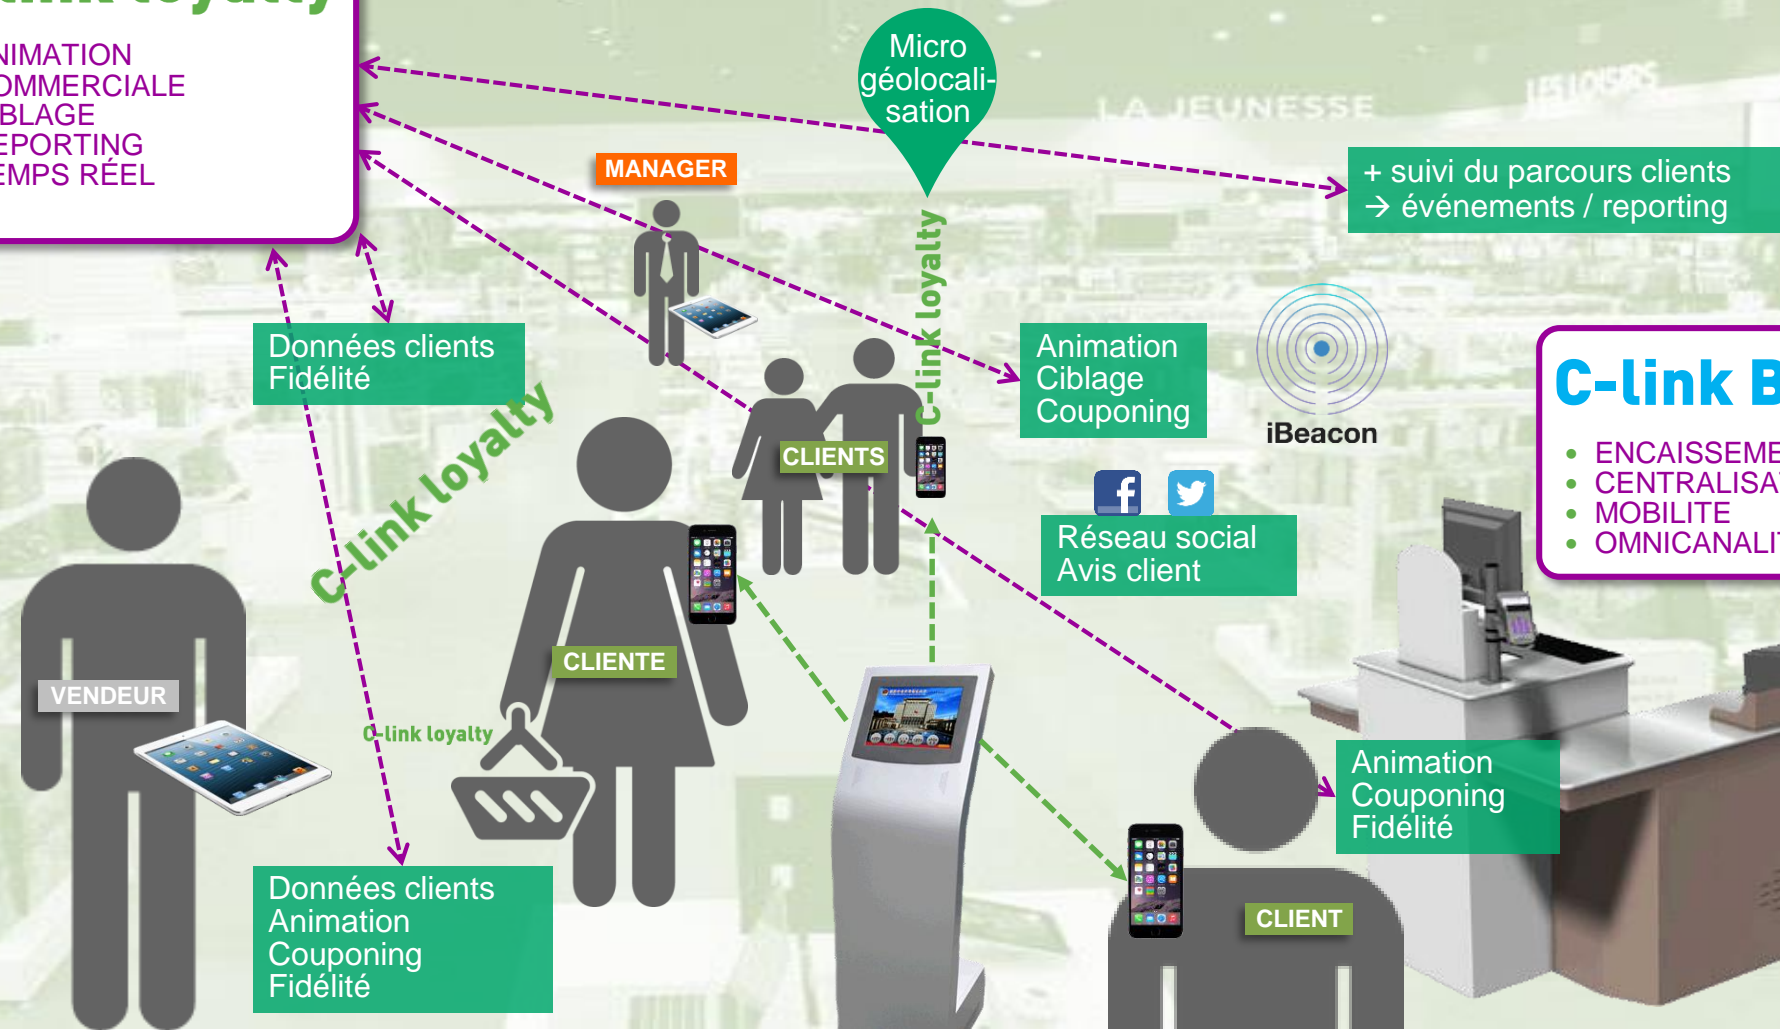 link loyalty
NIMATION
OMMERCIALE
BLAGE
EPORTING
EMPS RÉEL
Micro
géolocali-
sation
LA JEUNESSE
LES LOISIRS
MANAGER
+ suivi du parcours clients
→ événements / reporting
C-link loyalty
Données clients
Fidélité
Animation
Ciblage
Couponing
iBeacon
C-link B
• ENCAISSEME
• CENTRALISA
• MOBILITE
• OMNICANALI
C-link loyalty
CLIENTS
f
Réseau social
Avis client
CLIENTE
VENDEUR
C-link loyalty
Animation
Couponing
Fidélité
Données clients
Animation
Couponing
Fidélité
CLIENT